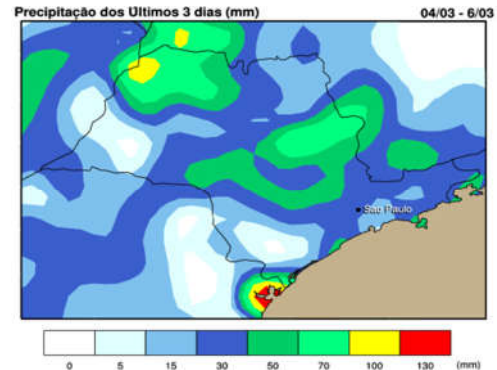 Precipitação dos Últimos 3 dias (mm) 04/03 - 6/03
São Paulo
0 5 15 30 50 70 100 130 (mm)